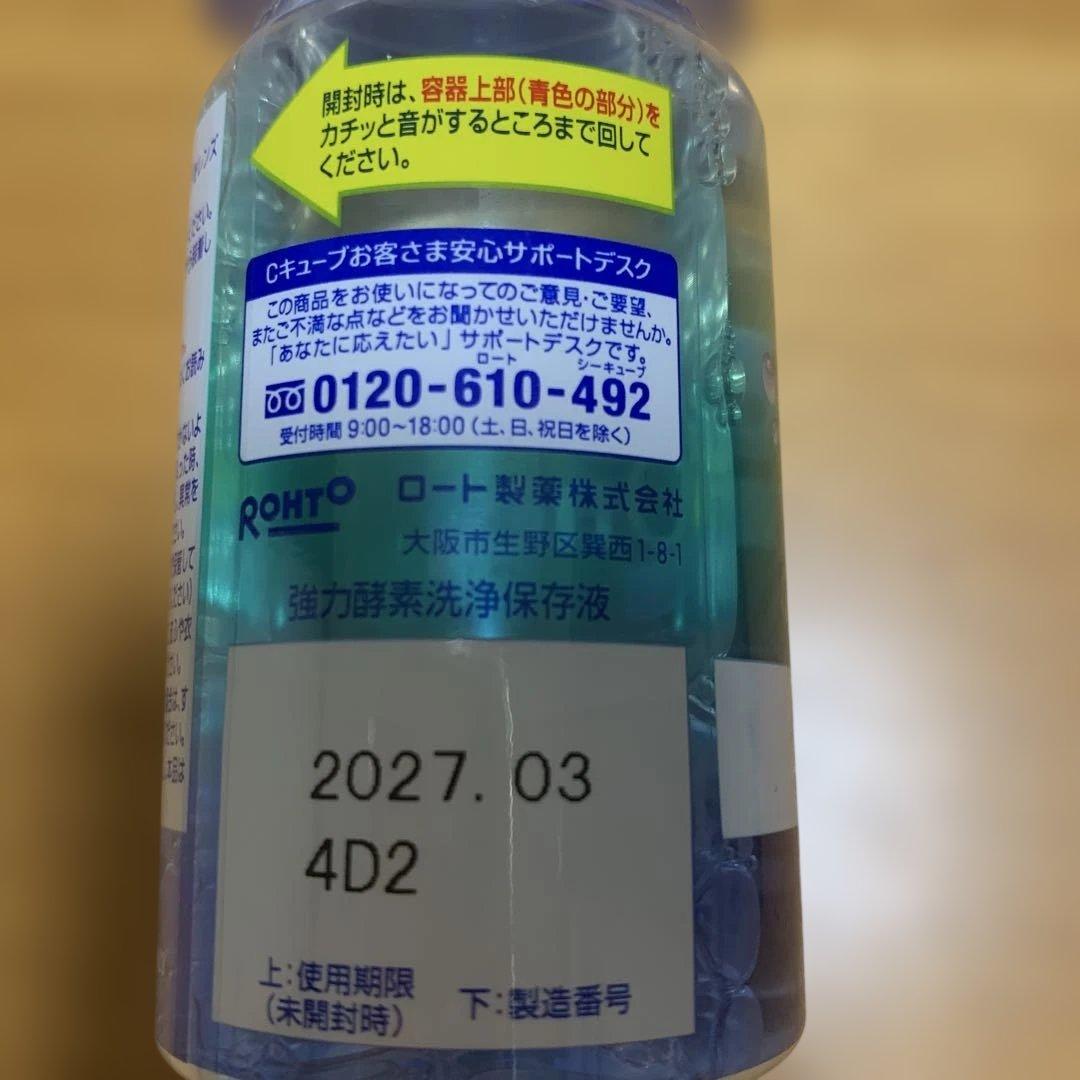 開封時は、容器上部（青色の部分）を
カチッと音がするところまで回して
ください。
Cキューブお客さま安心サポートデスク
この商品をお使いになってのご意見・ご要望、
またご不満な点などをお聞かせいただけませんか。
「あなたに応えたい」サポートデスクです。
ロート シーキューブ
0120-610-492
受付時間 9:00~18:00（土、日、祝日を除く）
ROHTO ロート製薬株式会社
大阪市生野区巽西1-8-1
強力酵素洗浄保存液
2027.03
4D2
上：使用期限
（未開封時）
下：製造番号